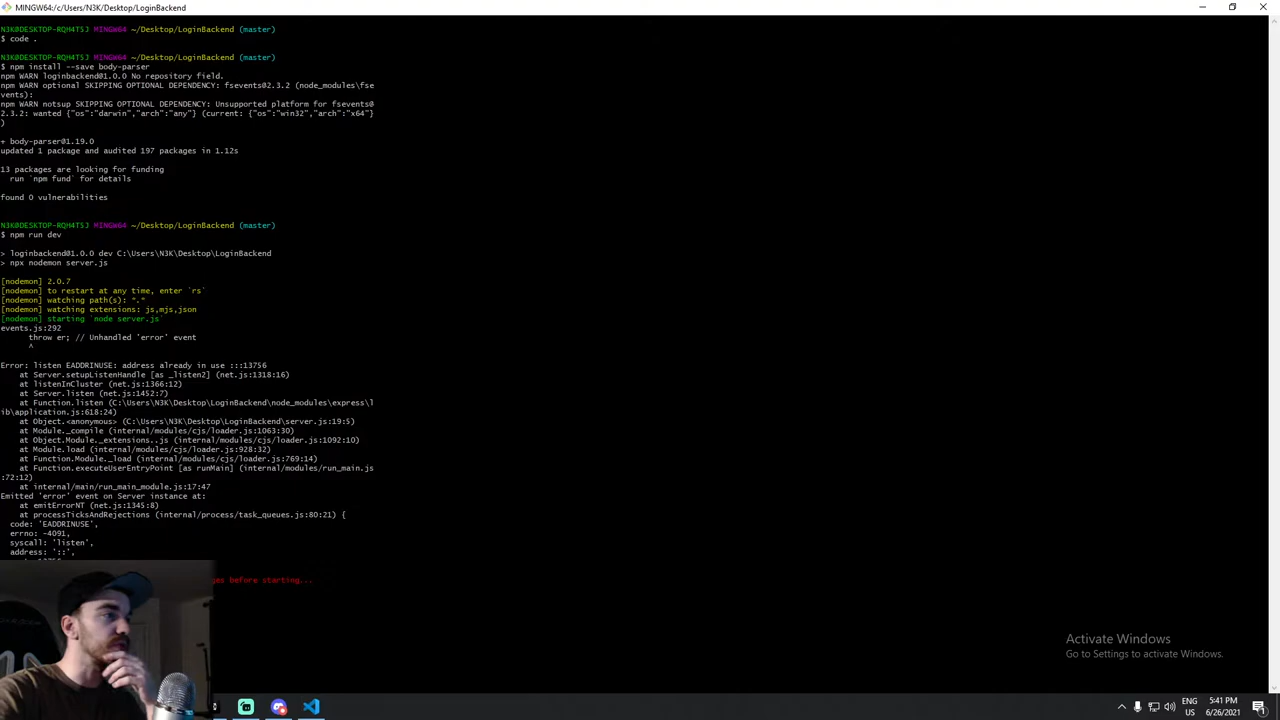 MINGW64:/c/Users/N3K/Desktop/LoginBackend
N3K@DESKTOP-RQH4T5J MINGW64 ~/Desktop/LoginBackend (master)
$ code .
N3K@DESKTOP-RQH4T5J MINGW64 ~/Desktop/LoginBackend (master)
$ npm install --save body-parser
npm WARN loginbackend@1.0.0 No repository field.
npm WARN optional SKIPPING OPTIONAL DEPENDENCY: fsevents@2.3.2 (node_modules\fse
vents):
npm WARN notsup SKIPPING OPTIONAL DEPENDENCY: Unsupported platform for fsevents@
2.3.2: wanted {"os":"darwin","arch":"any"} (current: {"os":"win32","arch":"x64"}
)
+ body-parser@1.19.0
updated 1 package and audited 197 packages in 1.12s
13 packages are looking for funding
run `npm fund` for details
found 0 vulnerabilities
N3K@DESKTOP-RQH4T5J MINGW64 ~/Desktop/LoginBackend (master)
$ npm run dev
> loginbackend@1.0.0 dev C:\Users\N3K\Desktop\LoginBackend
> npx nodemon server.js
[nodemon] 2.0.7
[nodemon] to restart at any time, enter `rs`
[nodemon] watching path(s): *.*
[nodemon] watching extensions: js,mjs,json
[nodemon] starting `node server.js`
events.js:292
throw er; // Unhandled 'error' event
^
Error: listen EADDRINUSE: address already in use :::13756
at Server.setupListenHandle [as _listen2] (net.js:1318:16)
at listenInCluster (net.js:1366:12)
at Server.listen (net.js:1452:7)
at Function.listen (C:\Users\N3K\Desktop\LoginBackend\node_modules\express\l
ib\application.js:618:24)
at Object.<anonymous> (C:\Users\N3K\Desktop\LoginBackend\server.js:19:5)
at Module._compile (internal/modules/cjs/loader.js:1063:30)
at Object.Module._extensions..js (internal/modules/cjs/loader.js:1092:10)
at Module.load (internal/modules/cjs/loader.js:928:32)
at Function.Module._load (internal/modules/cjs/loader.js:769:14)
at Function.executeUserEntryPoint [as runMain] (internal/modules/run_main.js
:72:12)
at internal/main/run_main_module.js:17:47
Emitted 'error' event on Server instance at:
at emitErrorNT (net.js:1345:8)
at processTicksAndRejections (internal/process/task_queues.js:80:21) {
code: 'EADDRINUSE',
errno: -4091,
syscall: 'listen',
address: '::',
before starting...
Activate Windows
Go to Settings to activate Windows.
ENG
US
5:41 PM
6/26/2021